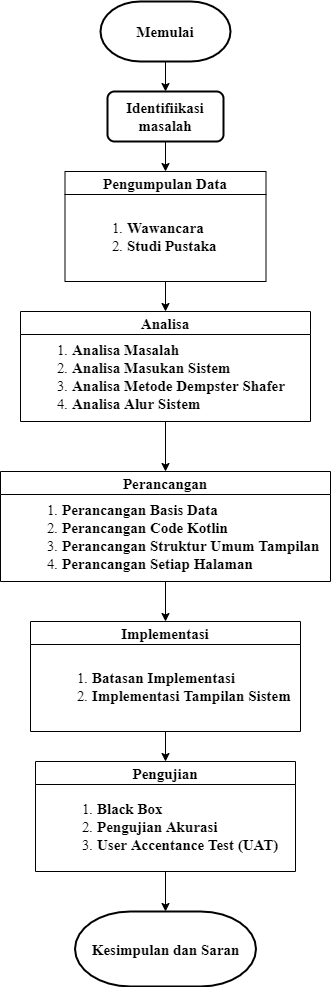 Memulai
Identifiikasi
masalah
Pengumpulan Data
1. Wawancara
2. Studi Pustaka
Analisa
1. Analisa Masalah
2. Analisa Masukan Sistem
3. Analisa Metode Dempster Shafer
4. Analisa Alur Sistem
Perancangan
1. Perancangan Basis Data
2. Perancangan Code Kotlin
3. Perancangan Struktur Umum Tampilan
4. Perancangan Setiap Halaman
Implementasi
1. Batasan Implementasi
2. Implementasi Tampilan Sistem
Pengujian
1. Black Box
2. Pengujian Akurasi
3. User Accentance Test (UAT)
Kesimpulan dan Saran